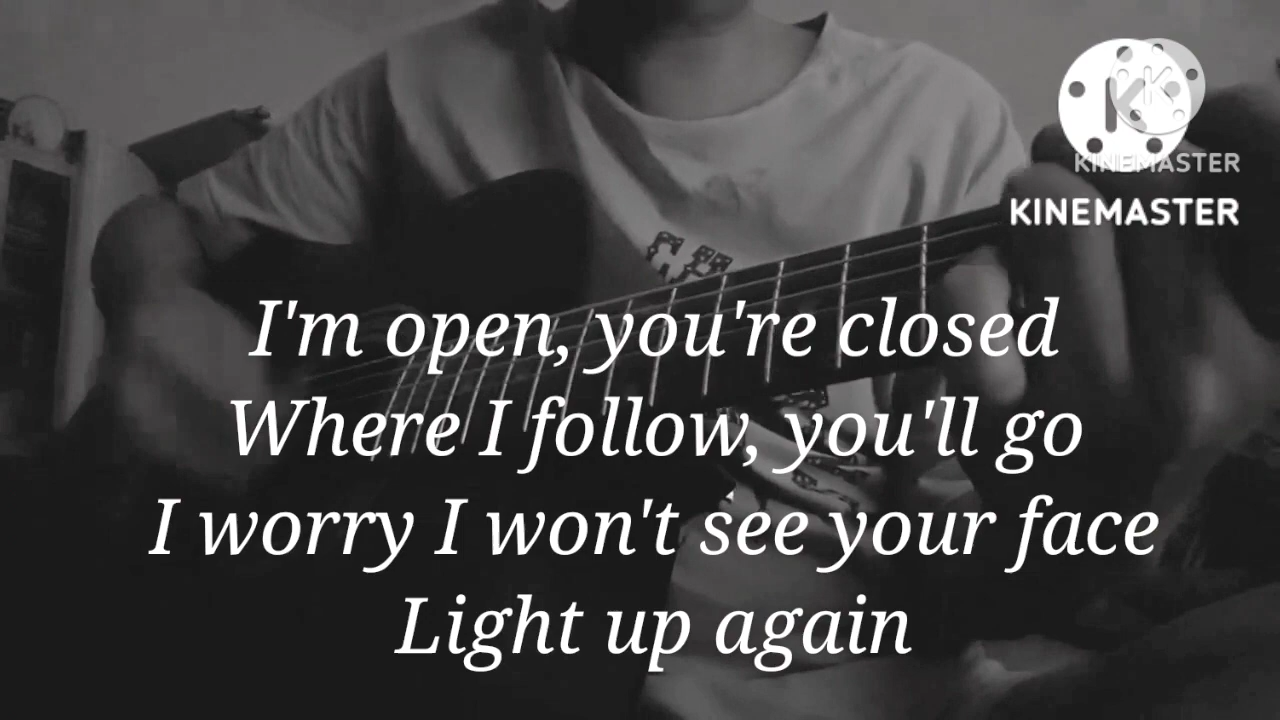 KINEMASTER
KINEMASTER
I'm open, you're closed
Where I follow, you'll go
I worry I won't see your face
Light up again